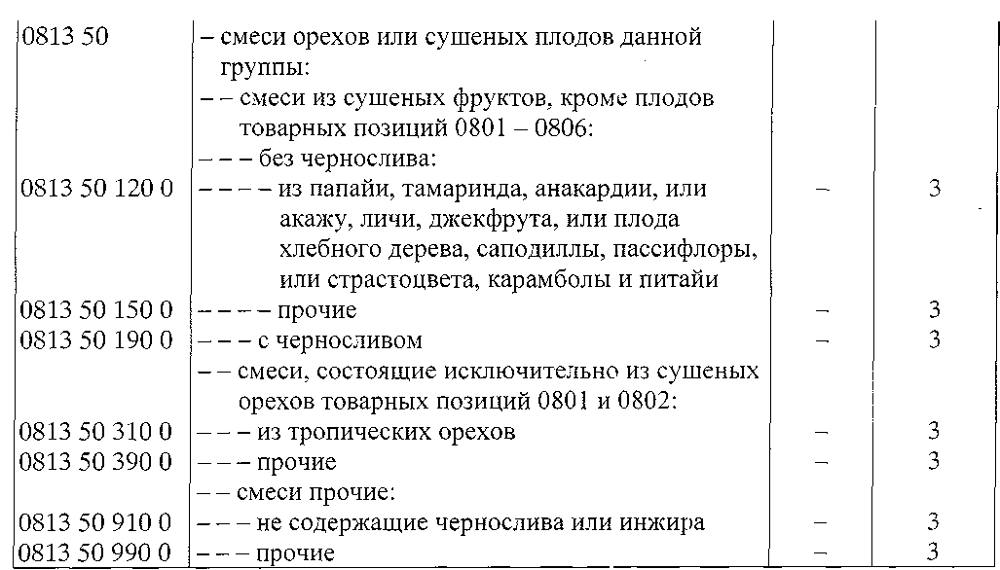 0813 50 – смеси орехов или сушеных плодов данной
группы:
– – смеси из сушеных фруктов, кроме плодов
товарных позиций 0801 – 0806:
– – – без чернослива:
0813 50 120 0 – – – – из папайи, тамаринда, анакардии, или – 3
акажу, личи, джекфрута, или плода
хлебного дерева, саподиллы, пассифлоры,
или страстоцвета, карамболы и питайи
0813 50 150 0 – – – – прочие – 3
0813 50 190 0 – – – с черносливом – 3
– – смеси, состоящие исключительно из сушеных
орехов товарных позиций 0801 и 0802:
0813 50 310 0 – – – из тропических орехов – 3
0813 50 390 0 – – – прочие – 3
– – смеси прочие:
0813 50 910 0 – – – не содержащие чернослива или инжира – 3
0813 50 990 0 – – – прочие – 3